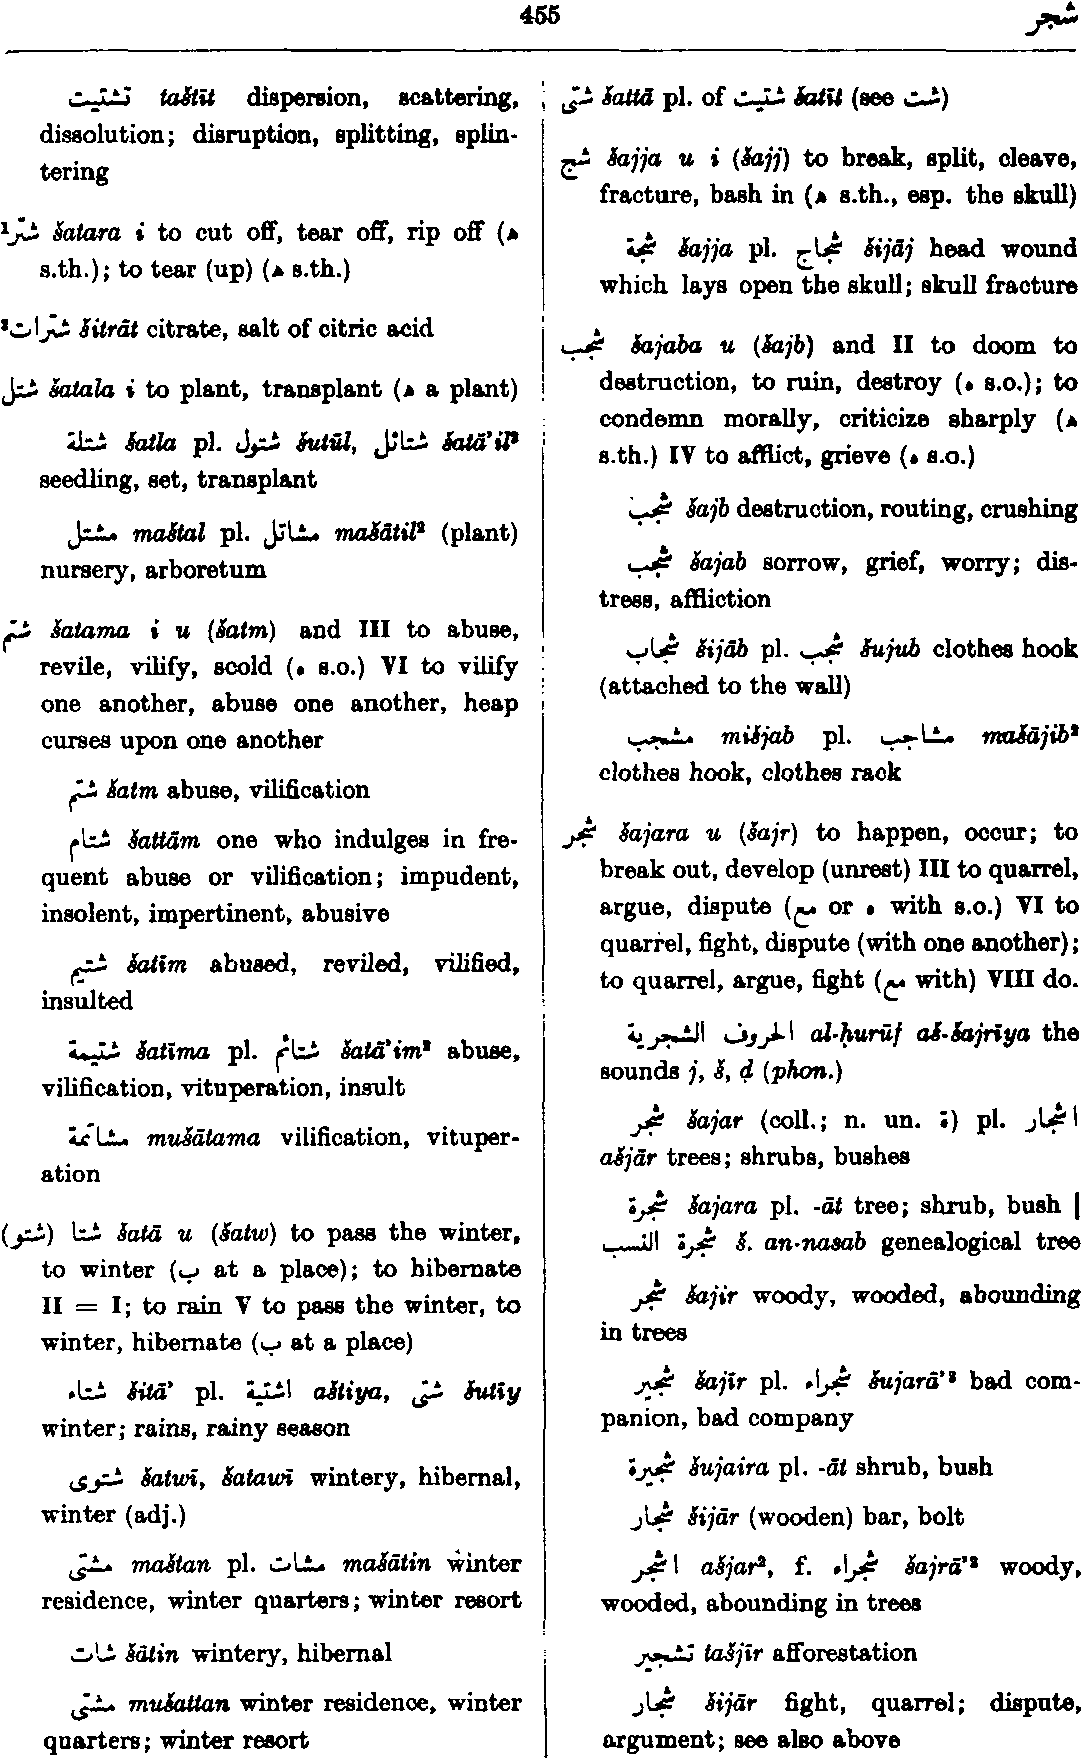 455
شجر
تشتيت taštīt dispersion, scattering,
dissolution; disruption, splitting, splin-
tering
¹شتر šatara i to cut off, tear off, rip off (ﻫ
s.th.); to tear (up) (ﻫ s.th.)
²شترات šitrāt citrate, salt of citric acid
شتل šatala i to plant, transplant (ﻫ a plant)
شتلة šatla pl. شتول šutūl, شتائل šatā'il²
seedling, set, transplant
مشتل maštal pl. مشاتل mašātil² (plant)
nursery, arboretum
شتم šatama i u (šatm) and III to abuse,
revile, vilify, scold (ه s.o.) VI to vilify
one another, abuse one another, heap
curses upon one another
شتم šatm abuse, vilification
شتام šattām one who indulges in fre-
quent abuse or vilification; impudent,
insolent, impertinent, abusive
شتيم šatīm abused, reviled, vilified,
insulted
شتيمة šatīma pl. شتائم šatā'im² abuse,
vilification, vituperation, insult
مشاتمة mušātama vilification, vituper-
ation
(شتو) شتا šatā u (šatw) to pass the winter,
to winter (ب at a place); to hibernate
II = I; to rain V to pass the winter, to
winter, hibernate (ب at a place)
شتاء šitā' pl. اشتية aštiya, شتى šutīy
winter; rains, rainy season
شتوى šatwī, šatawī wintery, hibernal,
winter (adj.)
مشتى maštan pl. مشات mašātin winter
residence, winter quarters; winter resort
شات šātin wintery, hibernal
مشتى mušattan winter residence, winter
quarters; winter resort
شتى šattā pl. of شتيت šatīt (see شت)
شج šajja u i (šajj) to break, split, cleave,
fracture, bash in (ﻫ s.th., esp. the skull)
شجة šajja pl. شجاج šijāj head wound
which lays open the skull; skull fracture
شجب šajaba u (šajb) and II to doom to
destruction, to ruin, destroy (ه s.o.); to
condemn morally, criticize sharply (ﻫ
s.th.) IV to afflict, grieve (ه s.o.)
شجب šajb destruction, routing, crushing
شجب šajab sorrow, grief, worry; dis-
tress, affliction
شجاب šijāb pl. شجب šujub clothes hook
(attached to the wall)
مشجب mišjab pl. مشاجب mašājib²
clothes hook, clothes rack
شجر šajara u (šajr) to happen, occur; to
break out, develop (unrest) III to quarrel,
argue, dispute (مع or ه with s.o.) VI to
quarrel, fight, dispute (with one another);
to quarrel, argue, fight (مع with) VIII do.
الحروف الشجرية al-ḥurūf aš-šajrīya the
sounds j, š, ḍ (phon.)
شجر šajar (coll.; n. un. ة) pl. اشجار
ašjār trees; shrubs, bushes
شجرة šajara pl. -āt tree; shrub, bush |
شجرة النسب š. an-nasab genealogical tree
شجر šajir woody, wooded, abounding
in trees
شجير šajīr pl. شجراء šujarā'² bad com-
panion, bad company
شجيرة šujaira pl. -āt shrub, bush
شجار šijār (wooden) bar, bolt
اشجر ašjar², f. شجراء šajrā'² woody,
wooded, abounding in trees
تشجير tašjīr afforestation
شجار šijār fight, quarrel; dispute,
argument; see also above